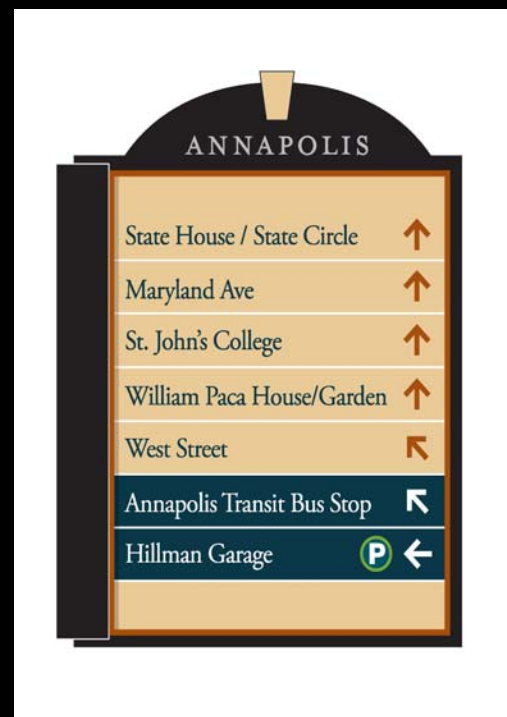 ANNAPOLIS
State House / State Circle
Maryland Ave
St. John's College
William Paca House/Garden
West Street
Annapolis Transit Bus Stop
Hillman Garage P